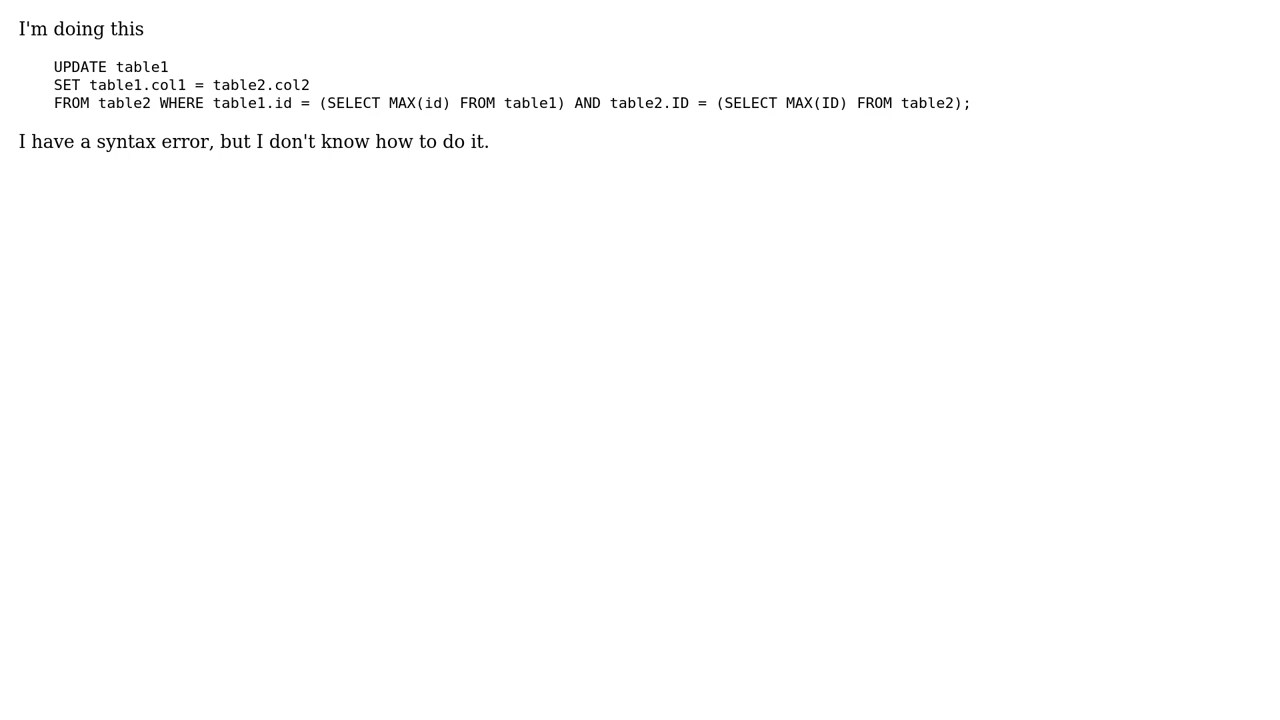 I'm doing this
UPDATE table1
SET table1.col1 = table2.col2
FROM table2 WHERE table1.id = (SELECT MAX(id) FROM table1) AND table2.ID = (SELECT MAX(ID) FROM table2);
I have a syntax error, but I don't know how to do it.